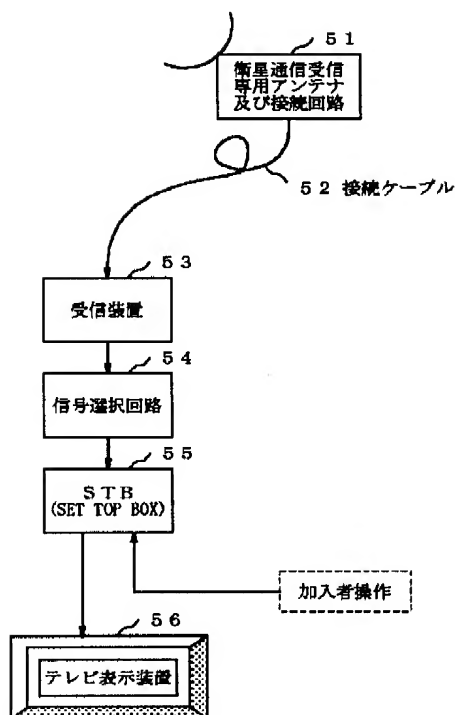 51
衛星通信受信
専用アンテナ
及び接続回路
52 接続ケーブル
53
受信装置
54
信号選択回路
55
STB
(SET TOP BOX)
加入者操作
56
テレビ表示装置